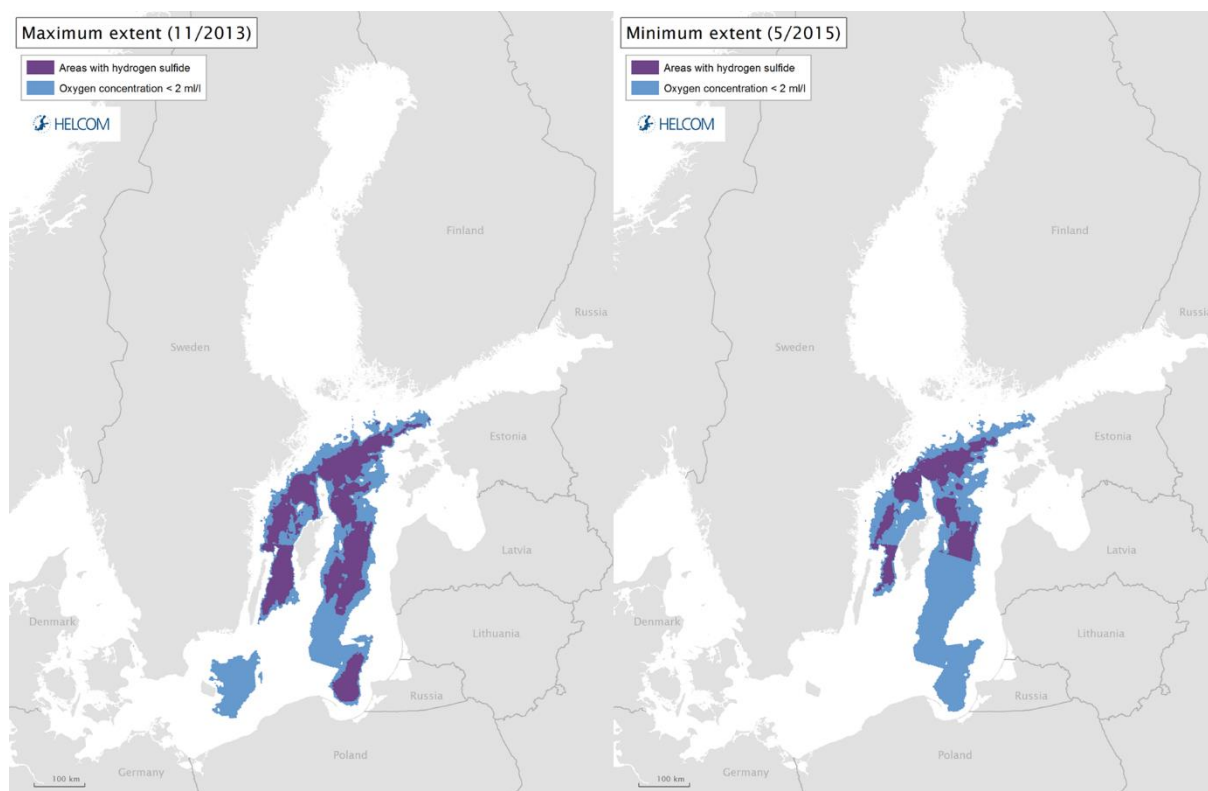 Maximum extent (11/2013)
Areas with hydrogen sulfide
Oxygen concentration < 2 ml/l
HELCOM
Finland
Russia
Sweden
Estonia
Latvia
Denmark
Lithuania
Russia
Poland
Germany
100 km
Minimum extent (5/2015)
Areas with hydrogen sulfide
Oxygen concentration < 2 ml/l
HELCOM
Finland
Russia
Sweden
Estonia
Latvia
Denmark
Lithuania
Russia
Poland
Germany
100 km